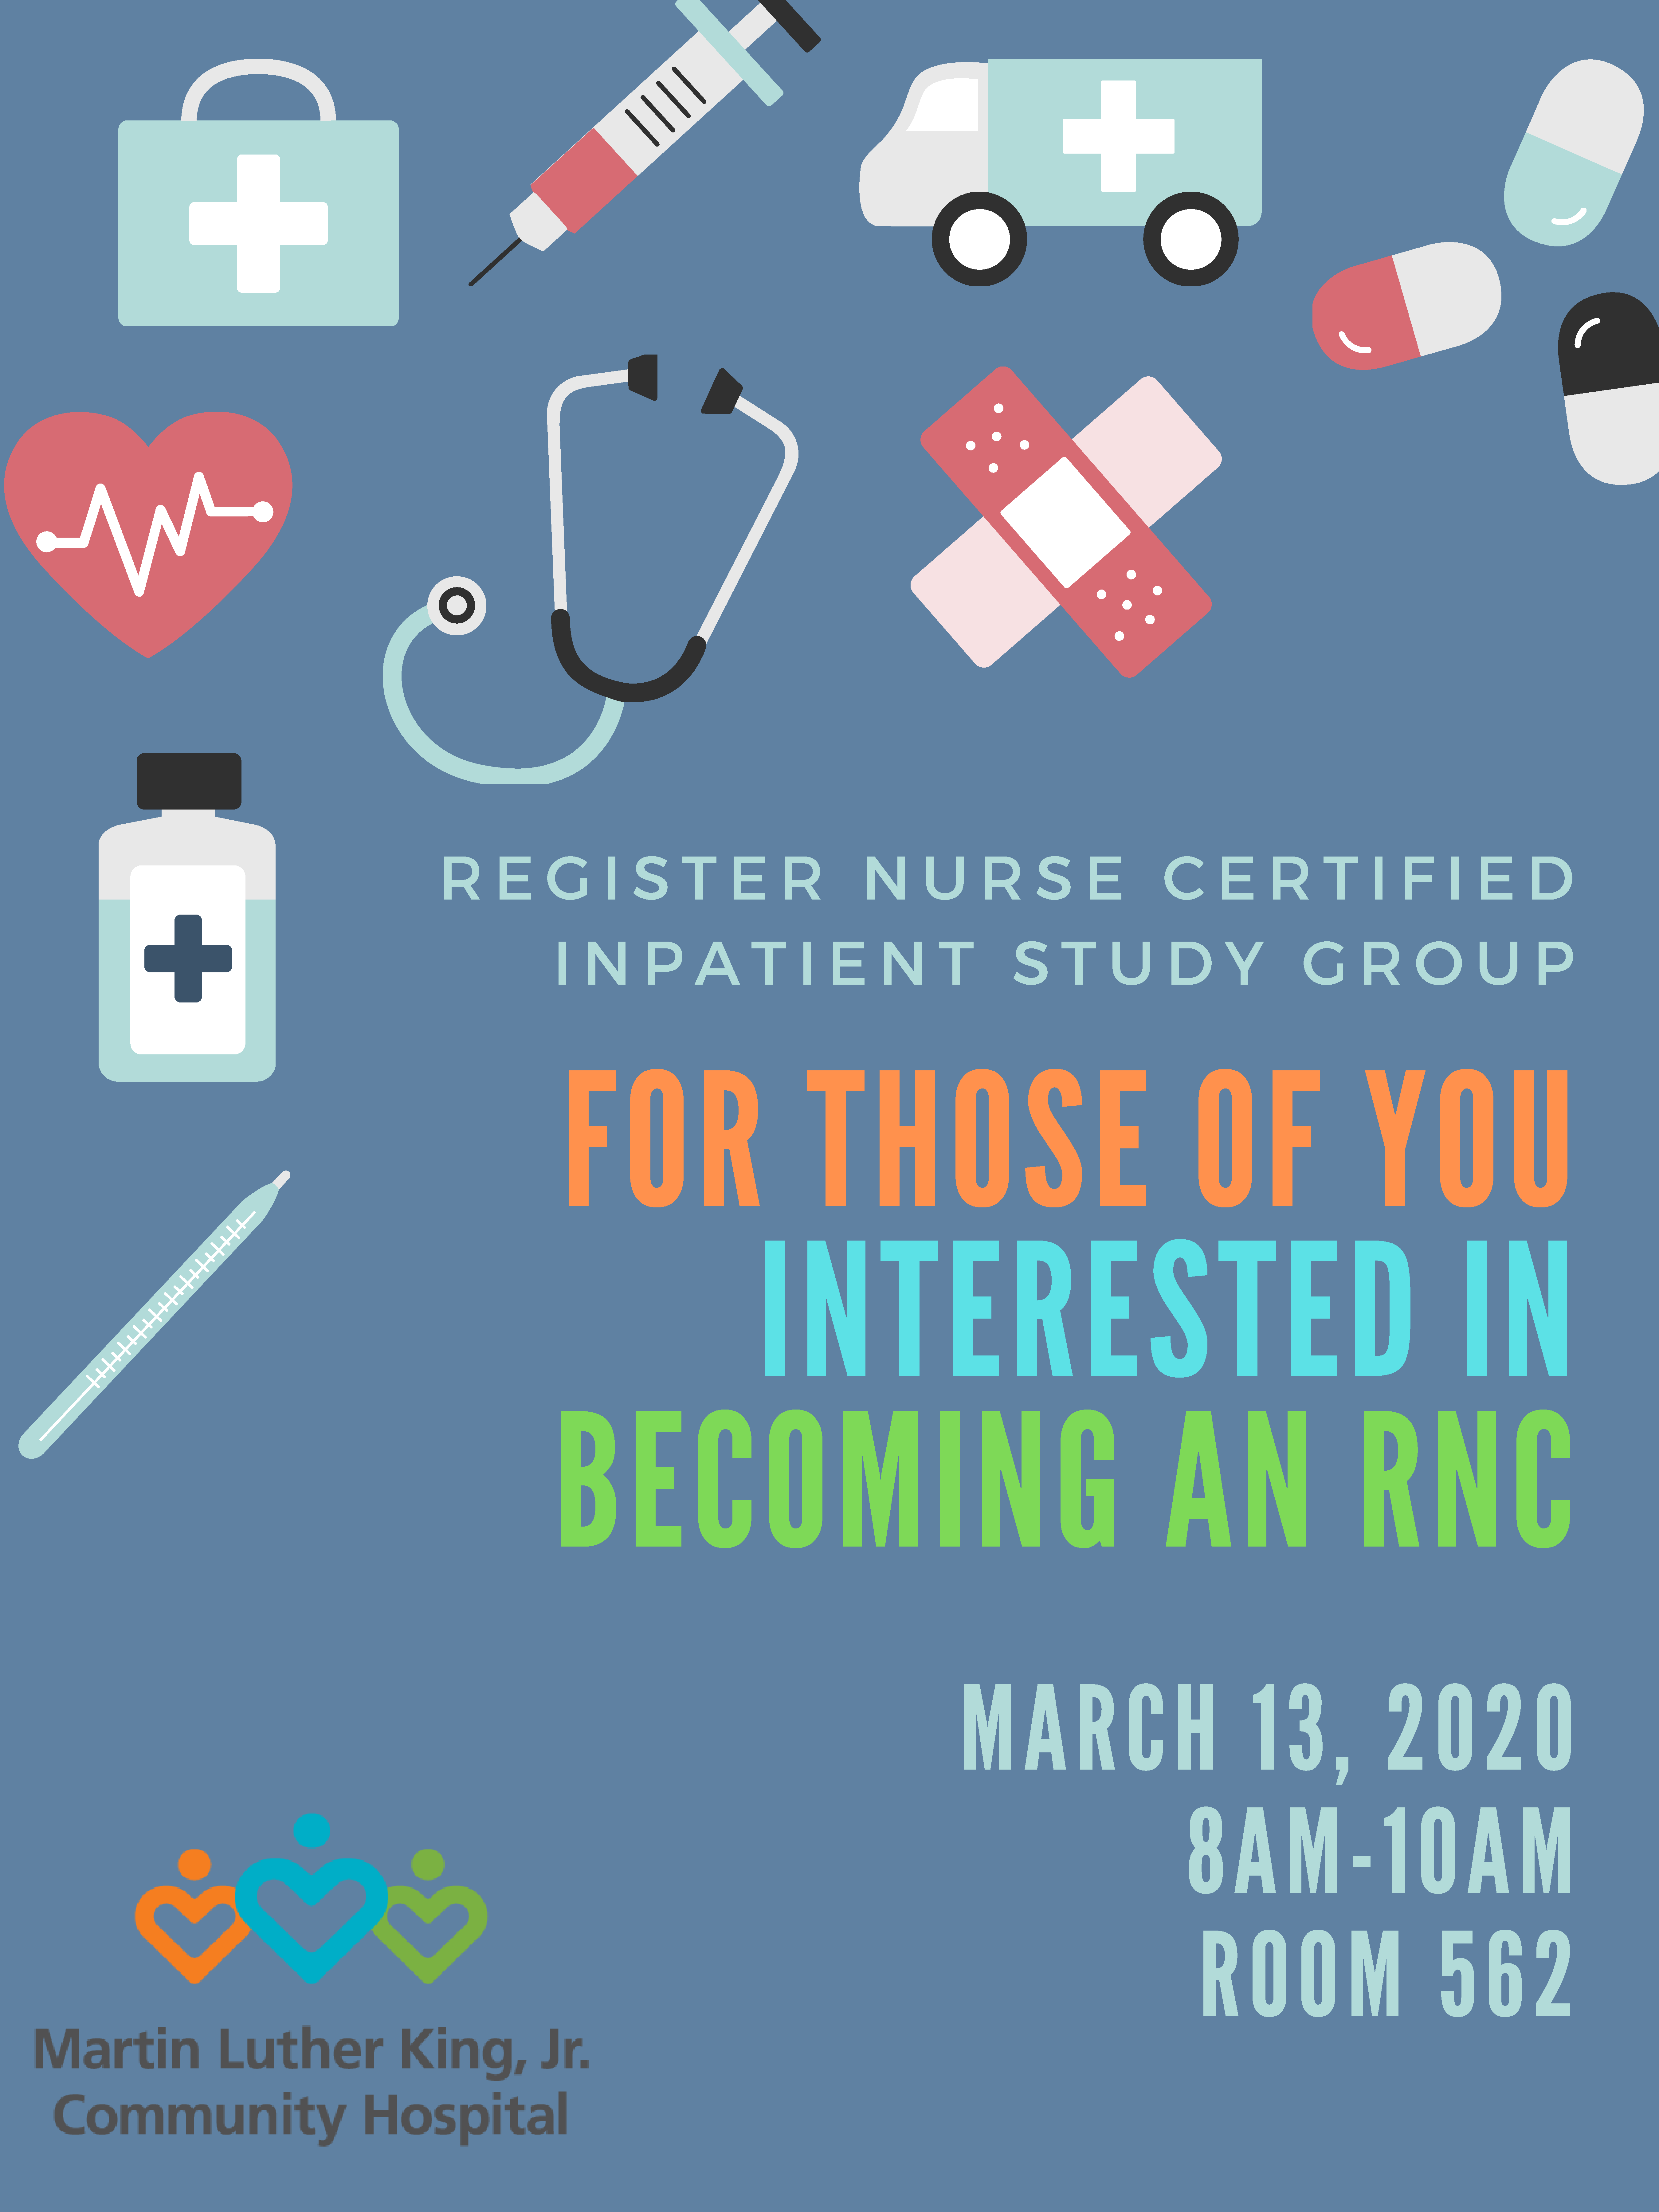 REGISTER NURSE CERTIFIED
INPATIENT STUDY GROUP
FOR THOSE OF YOU
INTERESTED IN
BECOMING AN RNC
MARCH 13, 2020
8AM-10AM
ROOM 562
Martin Luther King, Jr.
Community Hospital